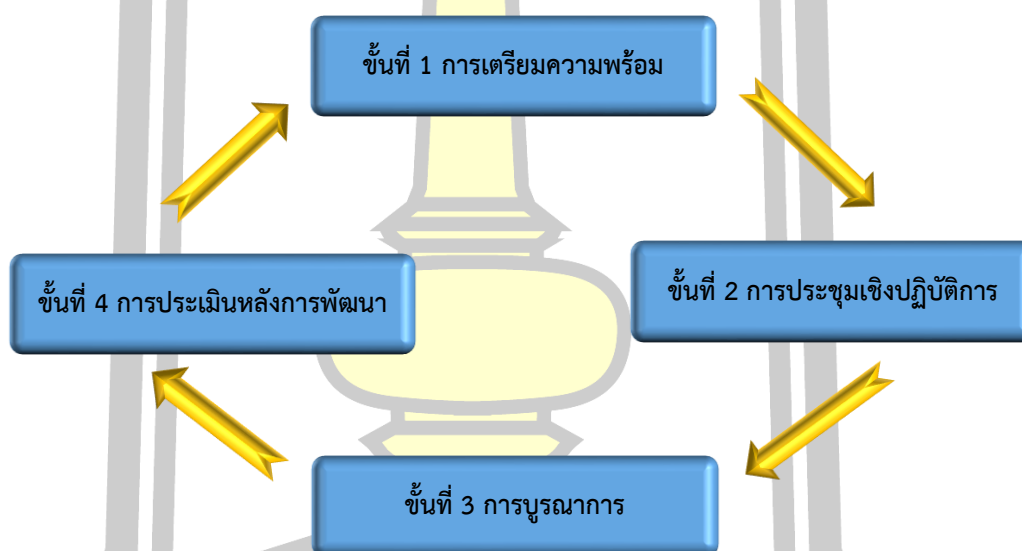 ขั้นที่ 1 การเตรียมความพร้อม
ขั้นที่ 2 การประชุมเชิงปฏิบัติการ
ขั้นที่ 3 การบูรณาการ
ขั้นที่ 4 การประเมินหลังการพัฒนา